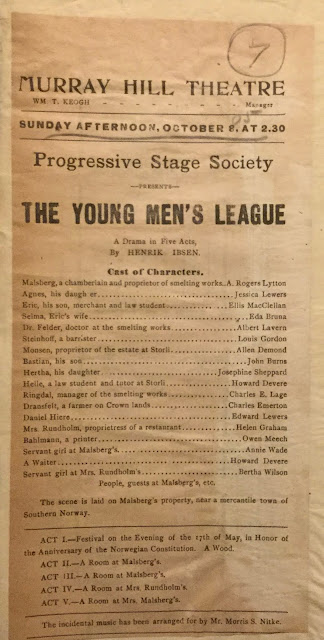 7
MURRAY HILL THEATRE
WM T. KEOGH - - - - - - - Manager
05
SUNDAY AFTERNOON, OCTOBER 8, AT 2.30
Progressive Stage Society
—PRESENTS—
THE YOUNG MEN'S LEAGUE
A Drama in Five Acts,
By HENRIK IBSEN.
Cast of Characters.
Malsberg, a chamberlain and proprietor of smelting works..A. Rogers Lytton
Agnes, his daughter..........Jessica Lewers
Eric, his son, merchant and law student..........Ellis MacClellan
Selma, Eric's wife..........Eda Bruna
Dr. Felder, doctor at the smelting works..........Albert Lavern
Steinhoff, a barrister..........Louis Gordon
Monsen, proprietor of the estate at Storli..........Allen Demond
Bastian, his son..........John Burns
Hertha, his daughter..........Josephine Sheppard
Helle, a law student and tutor at Storli..........Howard Devere
Ringdal, manager of the smelting works..........Charles E. Lage
Dransfelt, a farmer on Crown lands..........Charles Emerton
Daniel Hiere..........Edward Lewers
Mrs. Rundholm, proprietress of a restaurant..........Helen Graham
Bahlmann, a printer..........Owen Meech
Servant girl at Malsberg's..........Annie Wade
A Waiter..........Howard Devere
Servant girl at Mrs. Rundholm's..........Bertha Wilson
People, guests at Malsberg's, etc.
The scene is laid on Malsberg's property, near a mercantile town of
Southern Norway.
ACT I.—Festival on the Evening of the 17th of May, in Honor of
the Anniversary of the Norwegian Constitution. A Wood.
ACT II.—A Room at Malsberg's.
ACT III.—A Room at Malsberg's.
ACT IV.—A Room at Mrs. Rundholm's.
ACT V.—A Room at Mrs. Malsberg's.
The incidental music has been arranged for by Mr. Morris S. Nitke.